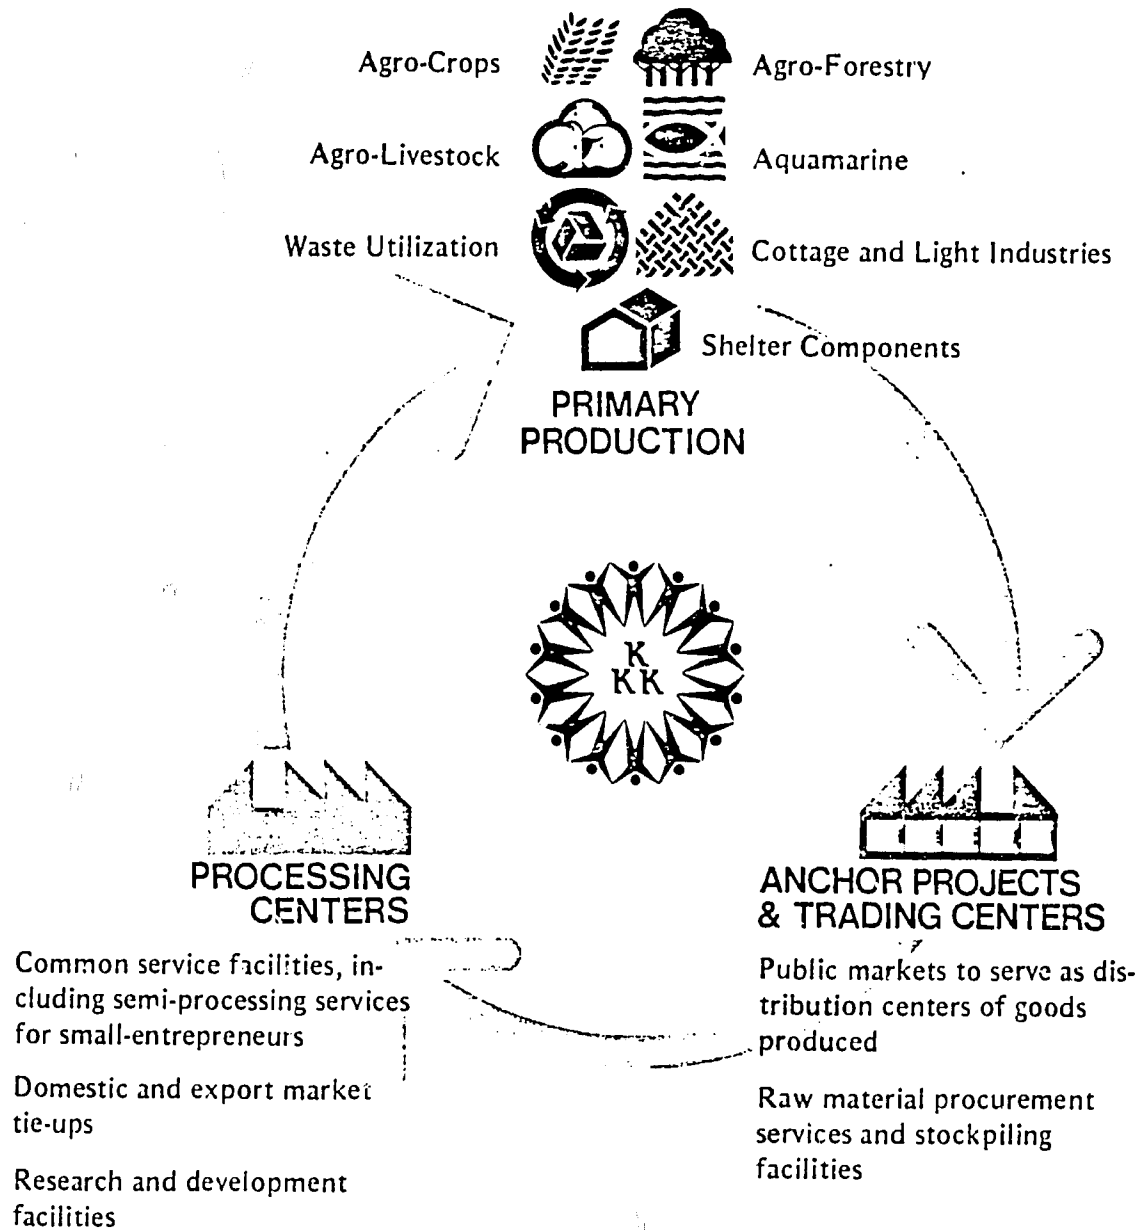 Agro-Crops
Agro-Forestry
Agro-Livestock
Aquamarine
Waste Utilization
Cottage and Light Industries
Shelter Components
PRIMARY
PRODUCTION
K
KK
PROCESSING
CENTERS
Common service facilities, in-
cluding semi-processing services
for small-entrepreneurs
Domestic and export market
tie-ups
Research and development
facilities
ANCHOR PROJECTS
& TRADING CENTERS
Public markets to serve as dis-
tribution centers of goods
produced
Raw material procurement
services and stockpiling
facilities